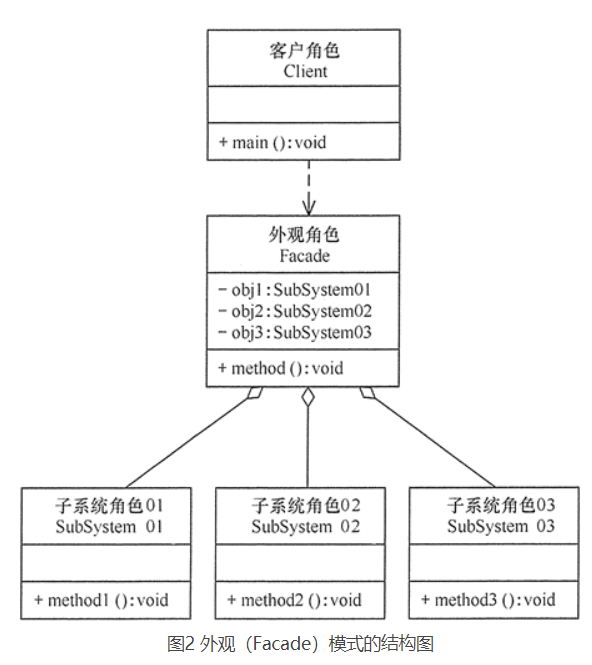 客户角色
Client
+ main():void
外观角色
Facade
- obj1:SubSystem01
- obj2:SubSystem02
- obj3:SubSystem03
+ method():void
子系统角色01
SubSystem 01
+ method1():void
子系统角色02
SubSystem 02
+ method2():void
子系统角色03
SubSystem 03
+ method3():void
图2 外观（Facade）模式的结构图